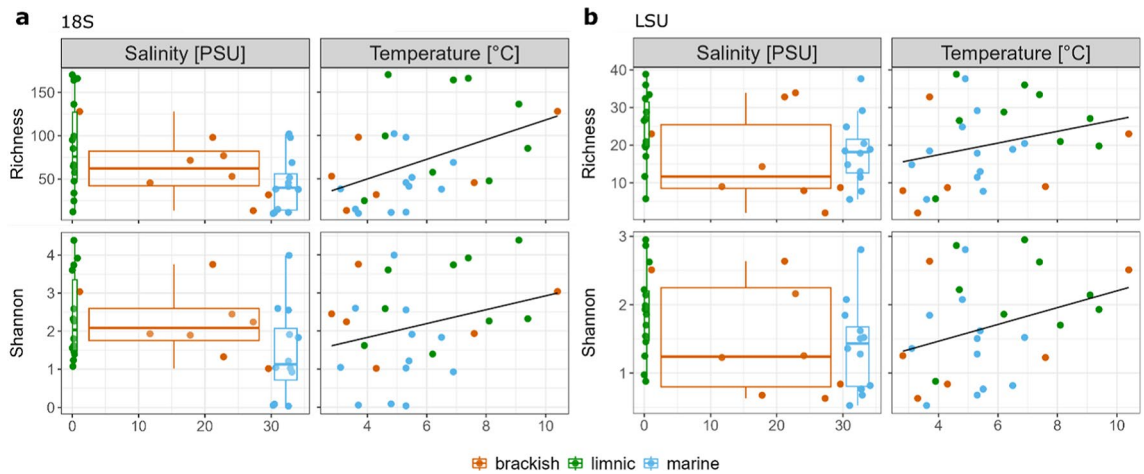 a 18S b LSU
Salinity [PSU] Temperature [°C] Salinity [PSU] Temperature [°C]
Richness 150 100 50
Richness 40 30 20 10
Shannon 4 3 2 1 0
Shannon 3 2 1
0 10 20 30 4 6 8 10 0 10 20 30 4 6 8 10
brackish limnic marine